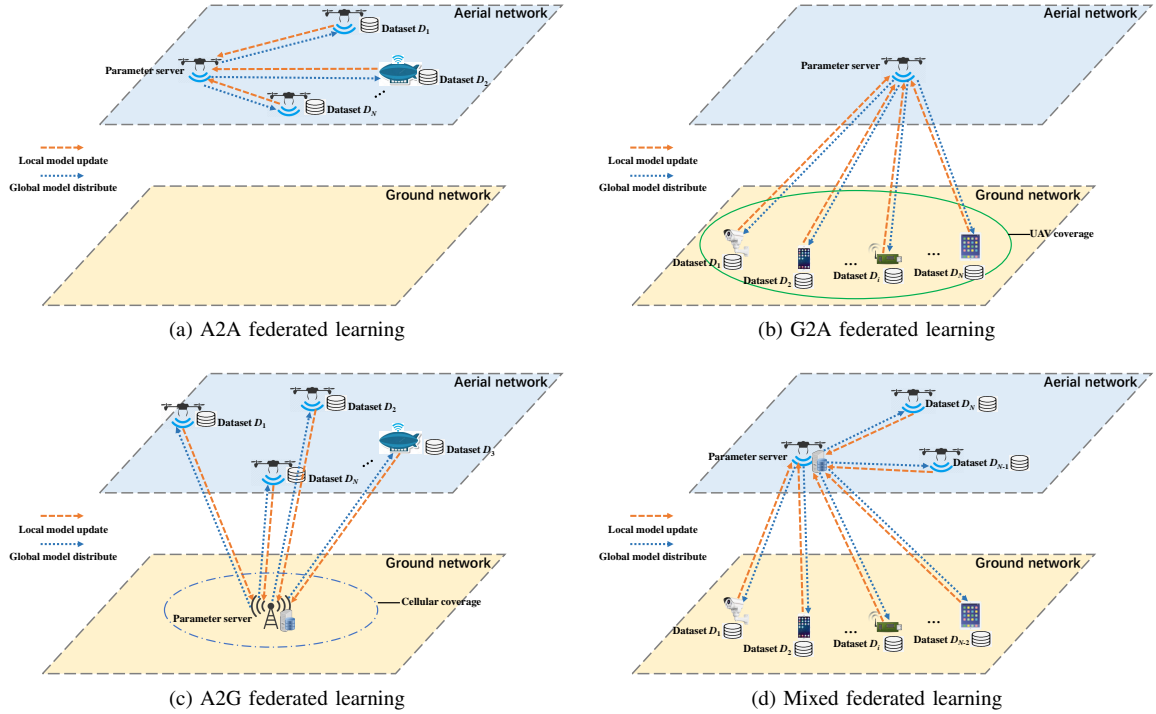 Aerial network
Dataset D1
Parameter server
Dataset D2
...
Dataset DN
Local model update
Global model distribute
Ground network
(a) A2A federated learning
Aerial network
Parameter server
Local model update
Global model distribute
Ground network
UAV coverage
Dataset D1
... ...
Dataset D2
Dataset Di
Dataset DN
(b) G2A federated learning
Aerial network
Dataset D2
Dataset D1
...
Dataset D3
Dataset DN
Local model update
Global model distribute
Ground network
Cellular coverage
Parameter server
(c) A2G federated learning
Aerial network
Dataset DN
Parameter server
Dataset DN-1
Local model update
Global model distribute
Ground network
Dataset D1
... ...
Dataset D2
Dataset Di
Dataset DN-2
(d) Mixed federated learning